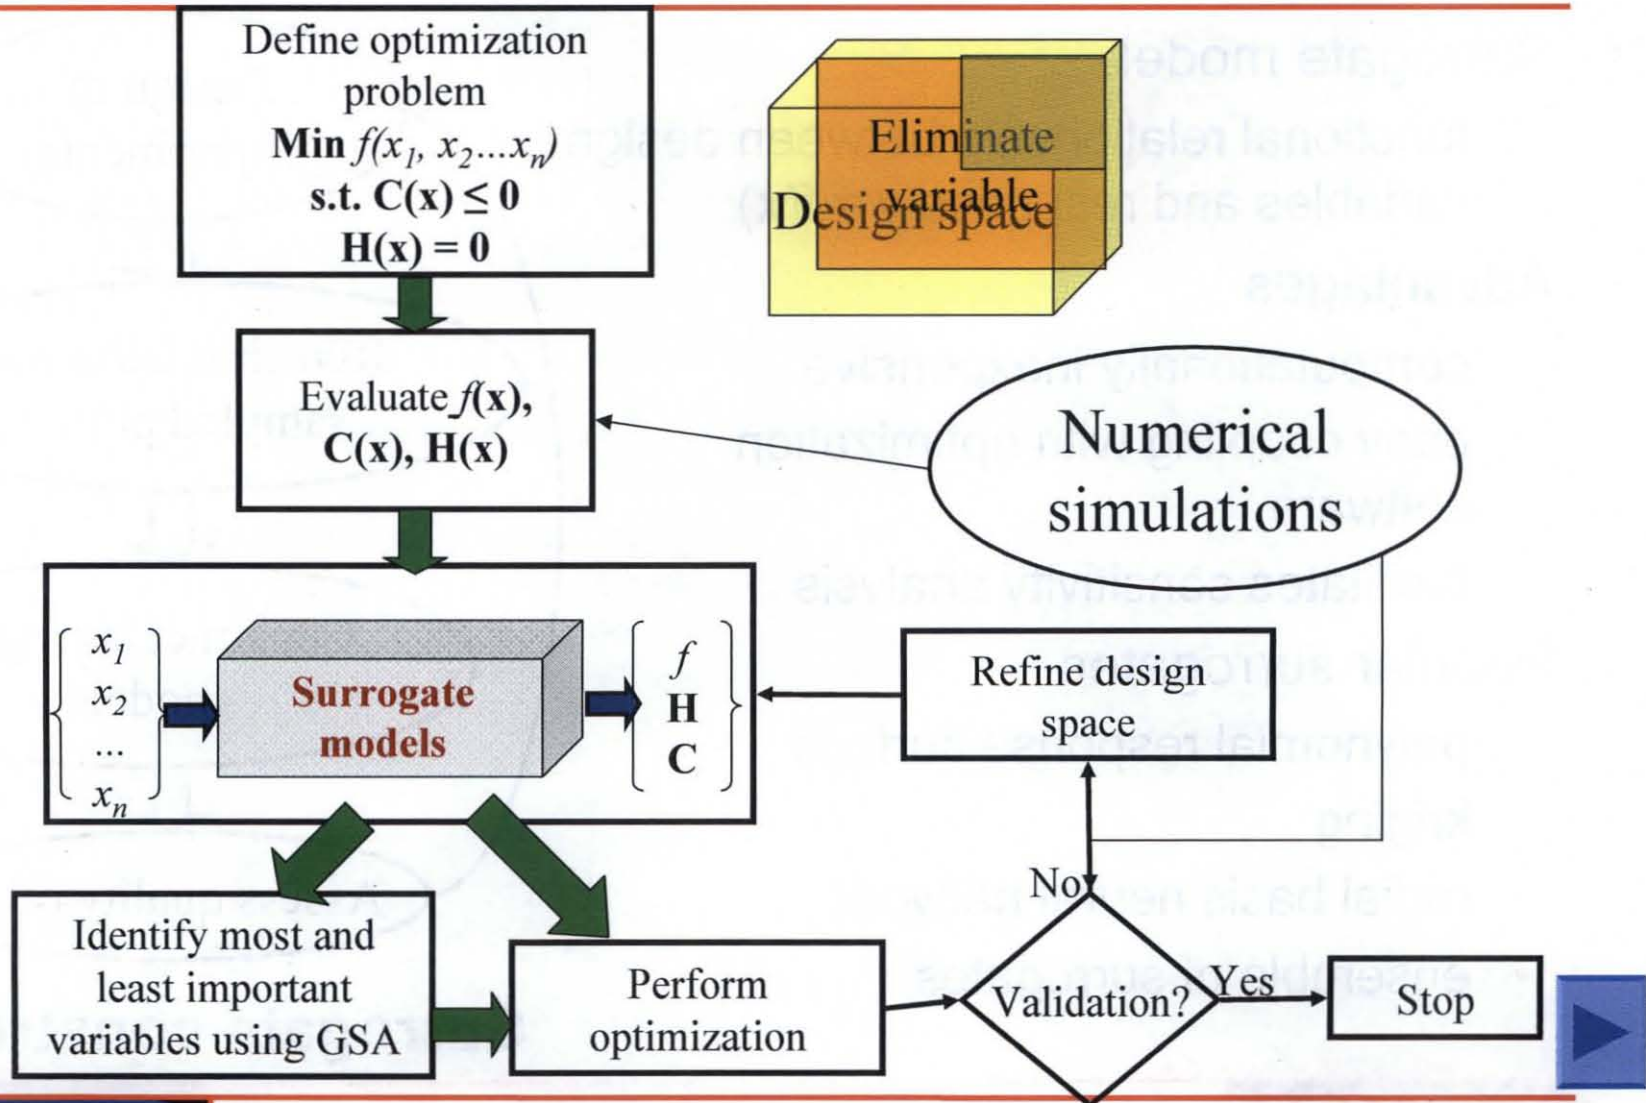 Define optimization
problem
Min f(x1, x2...xn)
s.t. C(x) ≤ 0
H(x) = 0
Eliminate
variable
Design space
Evaluate f(x),
C(x), H(x)
Numerical
simulations
x1
x2
...
xn
Surrogate
models
f
H
C
Refine design
space
No
Identify most and
least important
variables using GSA
Perform
optimization
Validation?
Yes
Stop